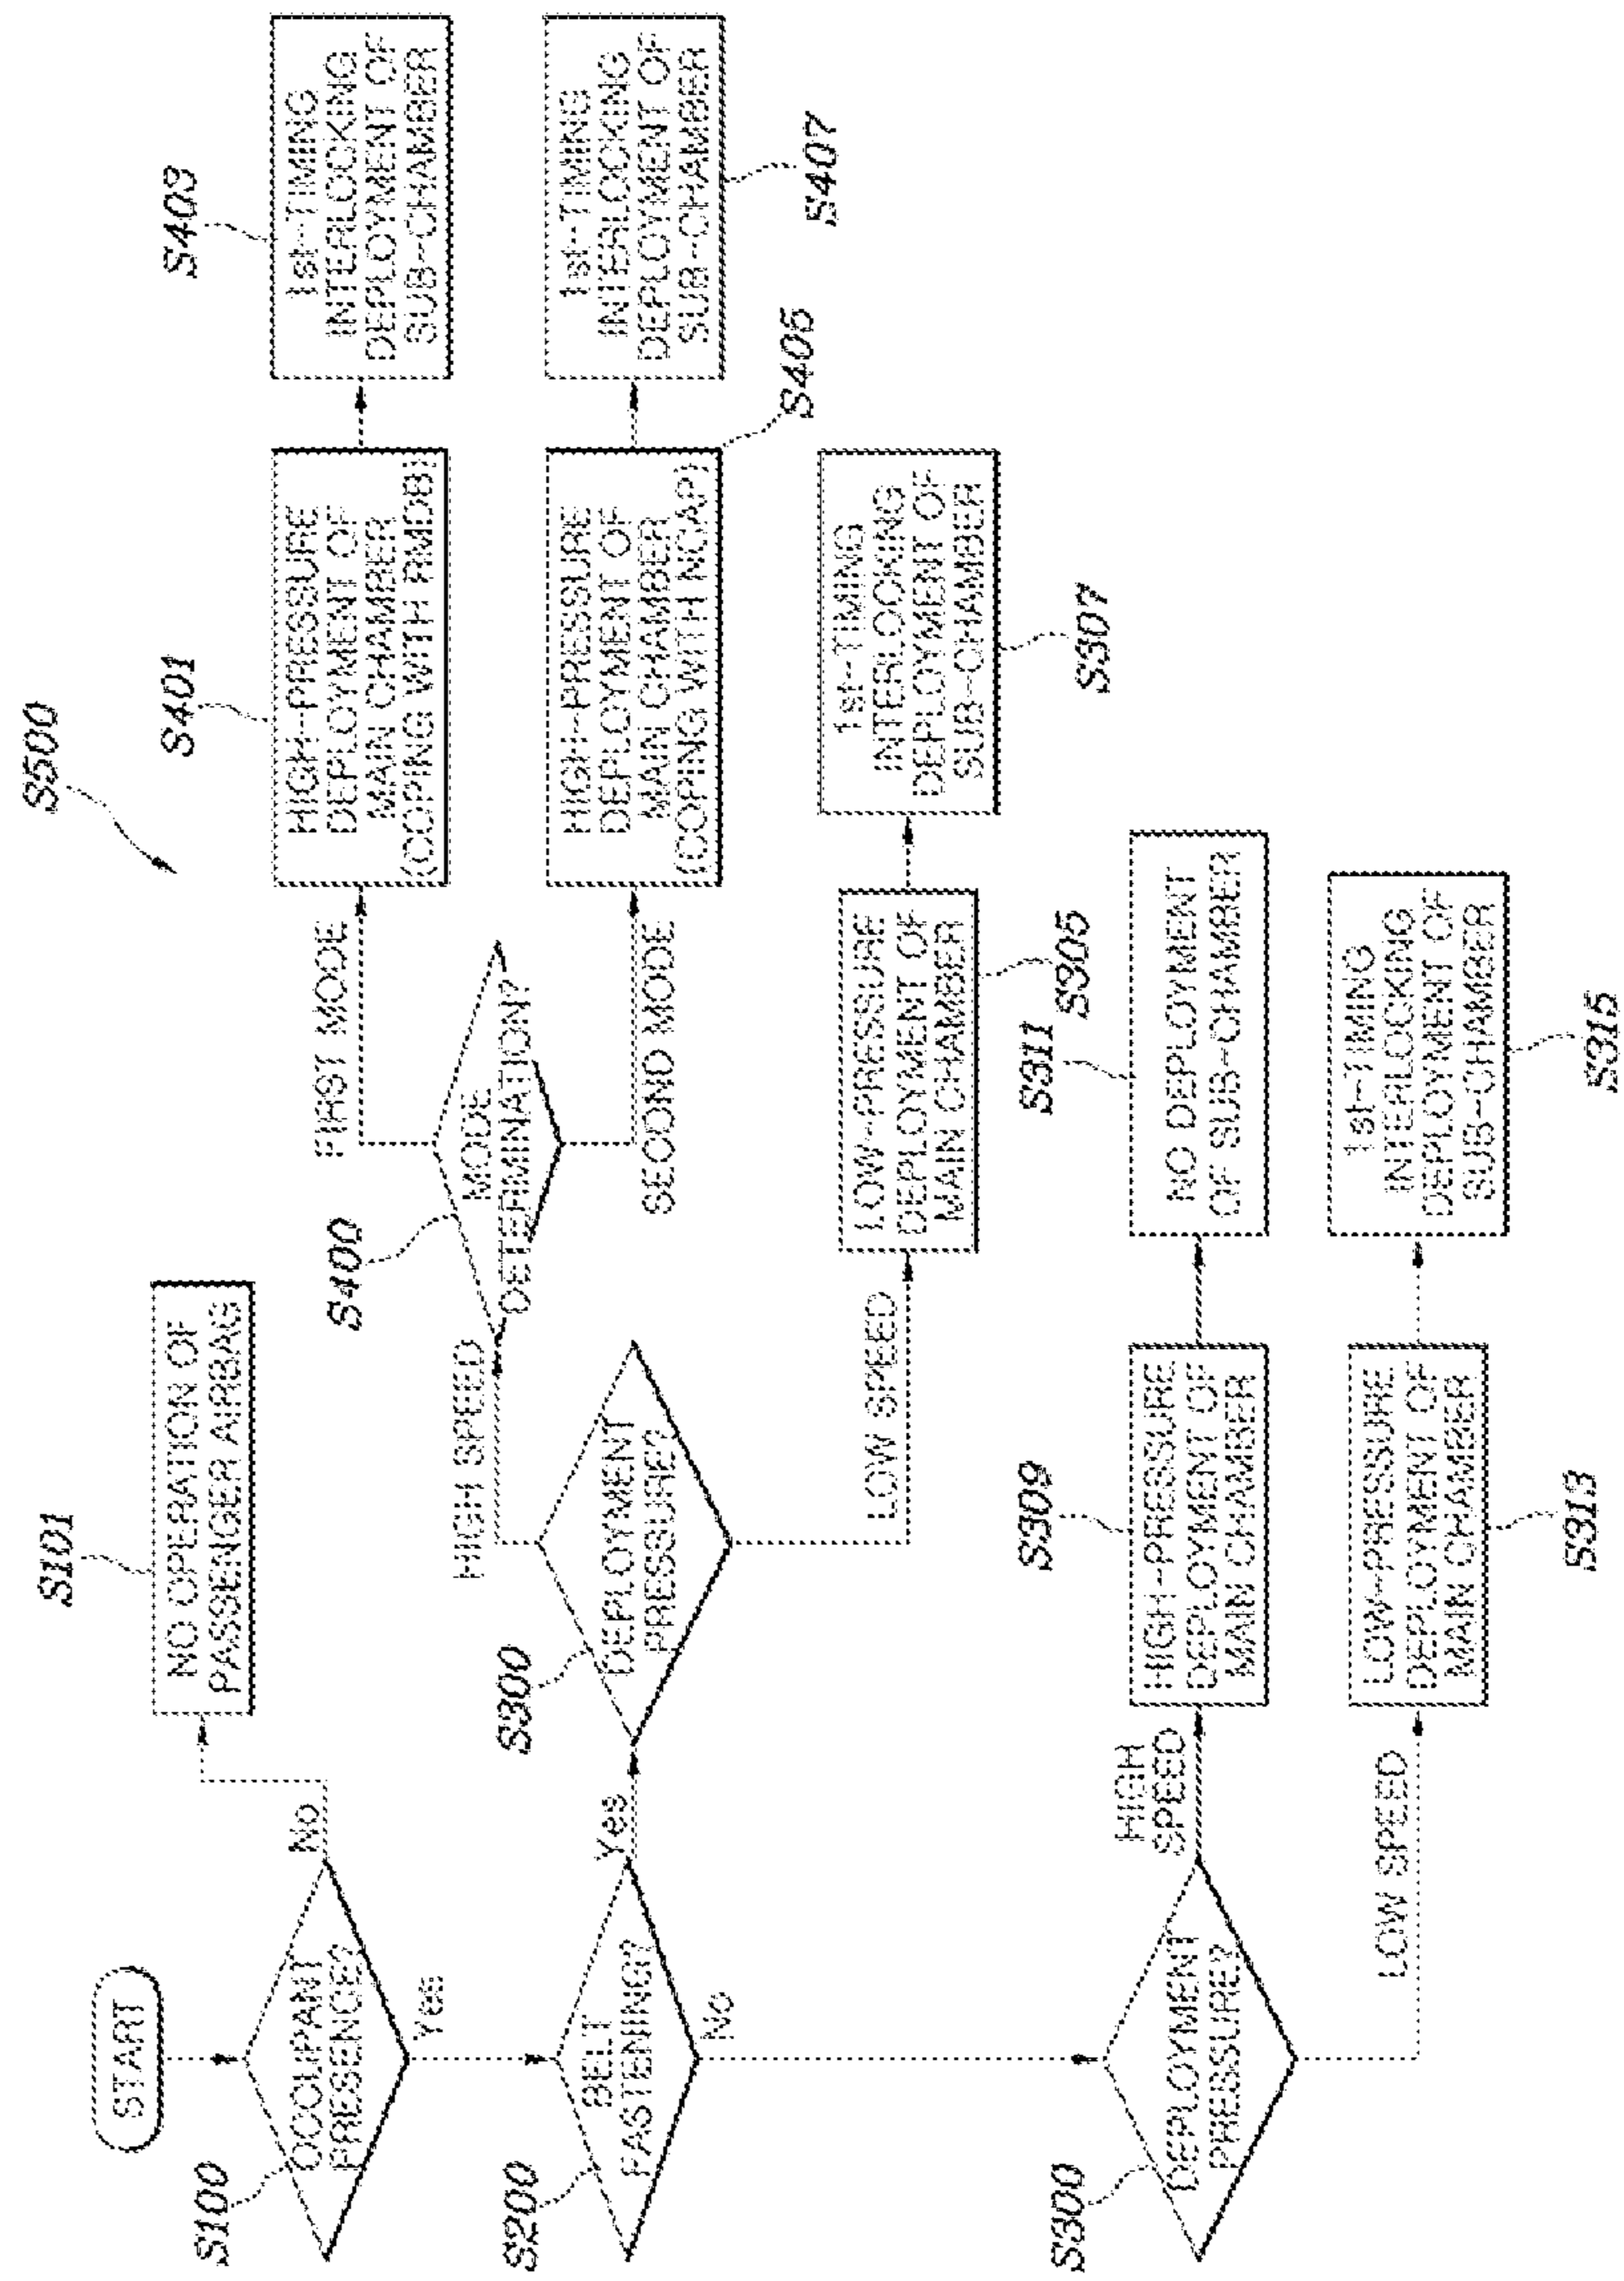 S500
START
S100
OCCUPANT
PRESENCE?
No
Yes
S101
NO OPERATION OF
PASSENGER AIRBAG
S200
BELT
FASTENING?
Yes
No
S300
DEPLOYMENT
PRESSURE?
HIGH SPEED
LOW SPEED
S400
MODE
DETERMINATION?
FIRST MODE
SECOND MODE
S401
HIGH-PRESSURE
DEPLOYMENT OF
MAIN CHAMBER
(COPING WITH RMDB)
S403
1st-TIMING
INTERLOCKING
DEPLOYMENT OF
SUB-CHAMBER
HIGH-PRESSURE
DEPLOYMENT OF
MAIN CHAMBER
(COPING WITH NCAP)
S405
1st-TIMING
INTERLOCKING
DEPLOYMENT OF
SUB-CHAMBER
S407
LOW-PRESSURE
DEPLOYMENT OF
MAIN CHAMBER
S305
1st-TIMING
INTERLOCKING
DEPLOYMENT OF
SUB-CHAMBER
S307
S300
DEPLOYMENT
PRESSURE?
HIGH
SPEED
LOW SPEED
S309
HIGH-PRESSURE
DEPLOYMENT OF
MAIN CHAMBER
S311
NO DEPLOYMENT
OF SUB-CHAMBER
LOW-PRESSURE
DEPLOYMENT OF
MAIN CHAMBER
S313
1st-TIMING
INTERLOCKING
DEPLOYMENT OF
SUB-CHAMBER
S315